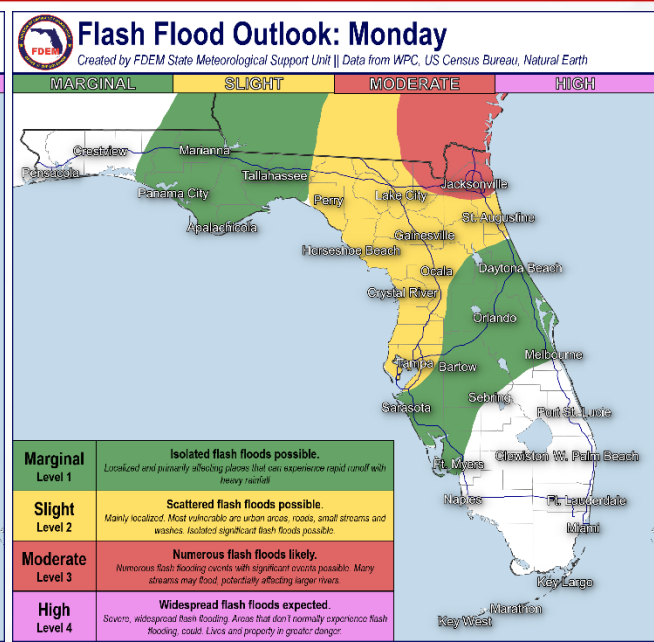 Flash Flood Outlook: Monday
Created by FDEM State Meteorological Support Unit || Data from WPC, US Census Bureau, Natural Earth
FDEM
MARGINAL SLIGHT MODERATE HIGH
Crestview
Marianna
Pensacola
Tallahassee
Panama City
Apalachicola
Perry
Lake City
Jacksonville
St. Augustine
Gainesville
Horseshoe Beach
Ocala
Daytona Beach
Crystal River
Orlando
Tampa
Bartow
Melbourne
Sebring
Sarasota
Port St. Lucie
Clewiston
W. Palm Beach
Ft. Myers
Naples
Ft. Lauderdale
Miami
Key Largo
Marathon
Key West
Marginal
Level 1
Isolated flash floods possible.
Localized and primarily affecting places that can experience rapid runoff with
heavy rainfall
Slight
Level 2
Scattered flash floods possible.
Mainly localized. Most vulnerable are urban areas, roads, small streams and
washes. Isolated significant flash floods possible.
Moderate
Level 3
Numerous flash floods likely.
Numerous flash flooding events with significant events possible. Many
streams may flood, potentially affecting larger rivers.
High
Level 4
Widespread flash floods expected.
Severe, widespread flash flooding. Areas that don't normally experience flash
flooding, could. Lives and property in greater danger.